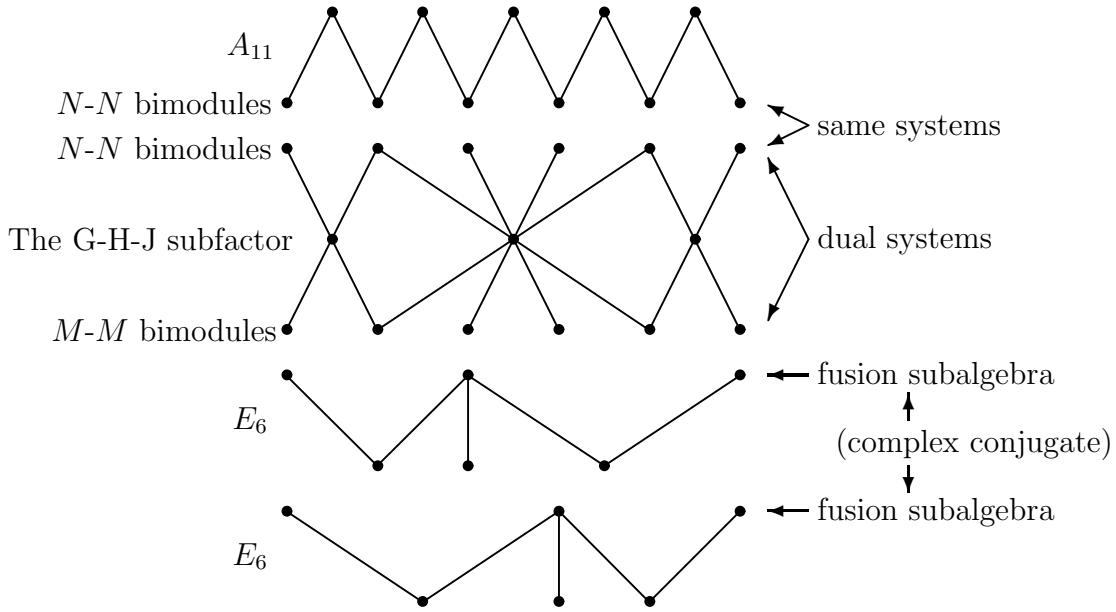 A₁₁
N-N bimodules
same systems
N-N bimodules
The G-H-J subfactor
dual systems
M-M bimodules
fusion subalgebra
E₆
(complex conjugate)
fusion subalgebra
E₆